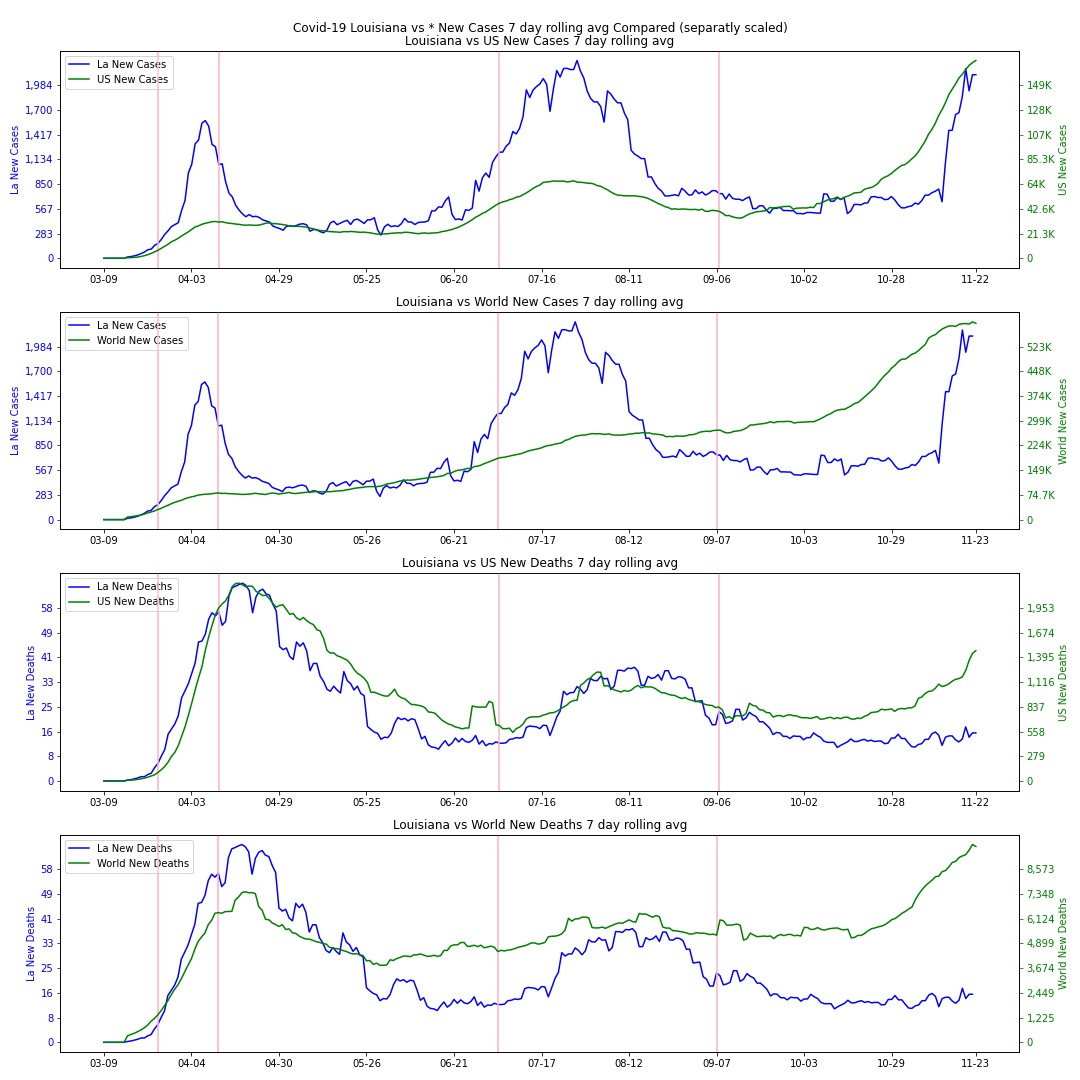 Covid-19 Louisiana vs * New Cases 7 day rolling avg Compared (separatly scaled)
Louisiana vs US New Cases 7 day rolling avg
La New Cases
US New Cases
1,984
1,700
1,417
1,134
850
567
283
0
La New Cases
149K
128K
107K
85.3K
64K
42.6K
21.3K
0
US New Cases
03-09 04-03 04-30 05-26 06-20 07-16 08-11 09-06 10-02 10-28 11-22
Louisiana vs World New Cases 7 day rolling avg
La New Cases
World New Cases
1,984
1,700
1,417
1,134
850
567
283
0
La New Cases
523K
448K
374K
299K
224K
149K
74.7K
0
World New Cases
03-09 04-04 04-30 05-26 06-21 07-17 08-12 09-07 10-03 10-29 11-23
Louisiana vs US New Deaths 7 day rolling avg
La New Deaths
US New Deaths
58
49
41
33
25
16
8
0
La New Deaths
1,953
1,674
1,395
1,116
837
558
279
0
US New Deaths
03-09 04-03 04-29 05-25 06-20 07-16 08-11 09-06 10-02 10-28 11-22
Louisiana vs World New Deaths 7 day rolling avg
La New Deaths
World New Deaths
58
49
41
33
25
16
8
0
La New Deaths
8,573
7,348
6,124
4,899
3,674
2,449
1,225
0
World New Deaths
03-09 04-04 04-30 05-26 06-21 07-17 08-12 09-07 10-03 10-29 11-23